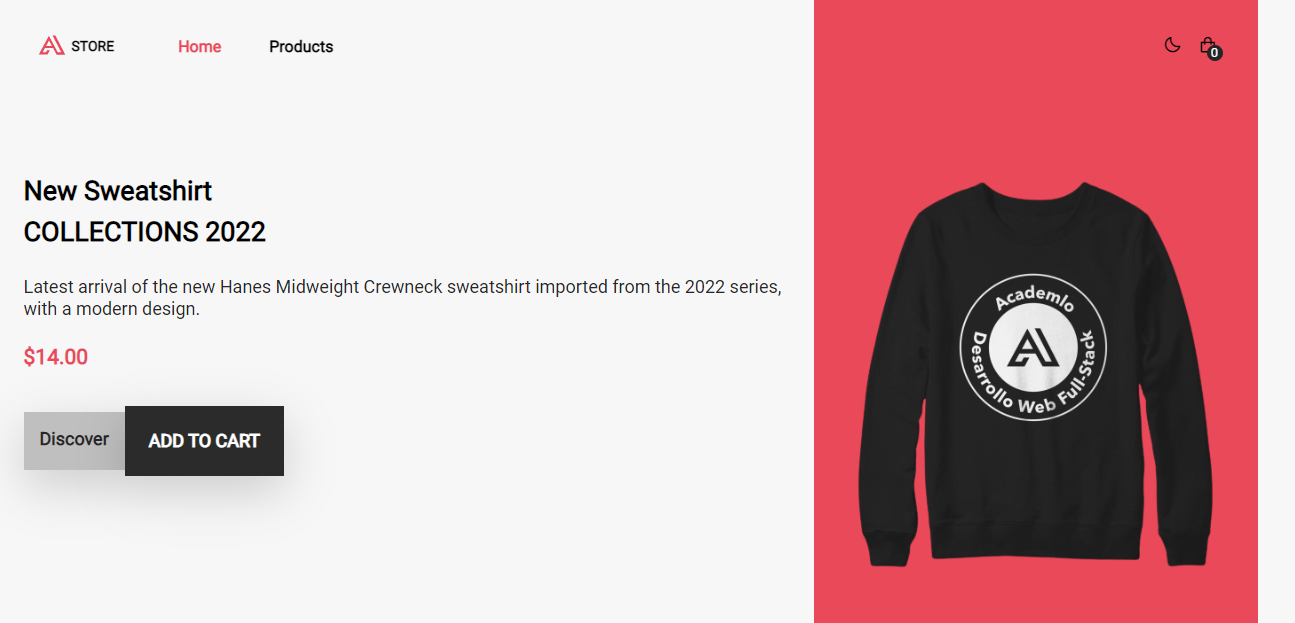 STORE
Home
Products
0
New Sweatshirt
COLLECTIONS 2022
Latest arrival of the new Hanes Midweight Crewneck sweatshirt imported from the 2022 series,
with a modern design.
$14.00
Discover
ADD TO CART
Academlo
Desarrollo Web Full-Stack